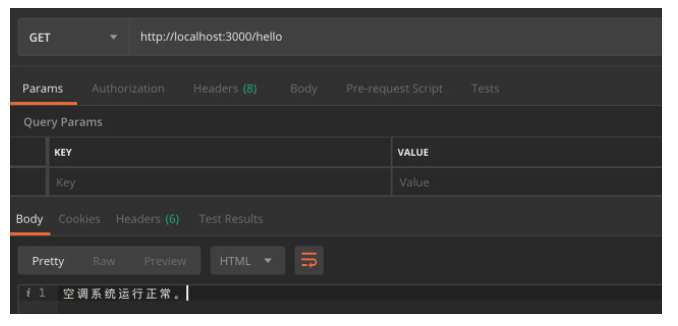 GET http://localhost:3000/hello
Params Authorization Headers (8) Body Pre-request Script Tests
Query Params
KEY VALUE
Key Value
Body Cookies Headers (6) Test Results
Pretty Raw Preview HTML
i 1 空调系统运行正常。